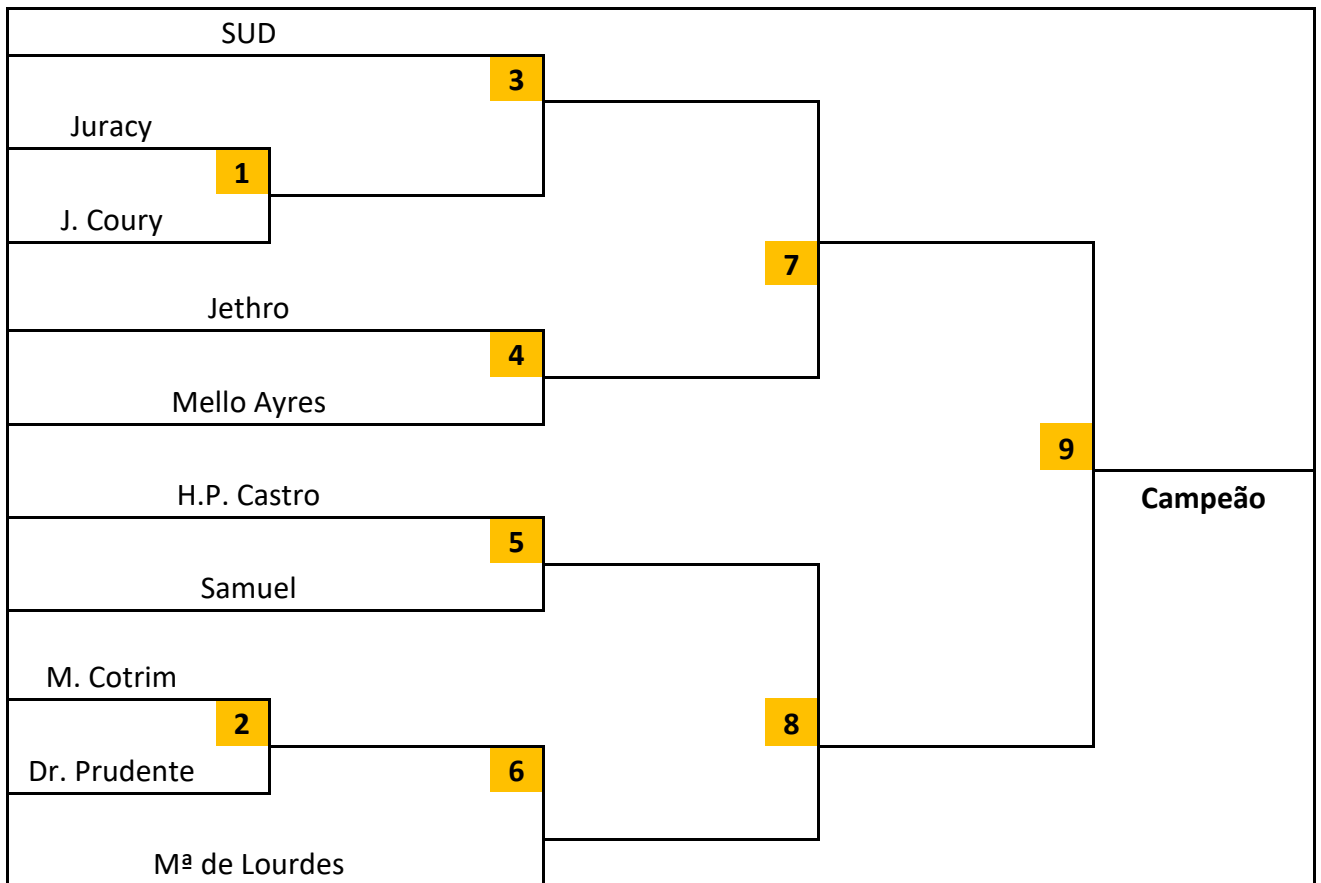 SUD
3
Juracy
1
J. Coury
7
Jethro
4
Mello Ayres
9
H.P. Castro
Campeão
5
Samuel
M. Cotrim
2
8
Dr. Prudente
6
Mª de Lourdes